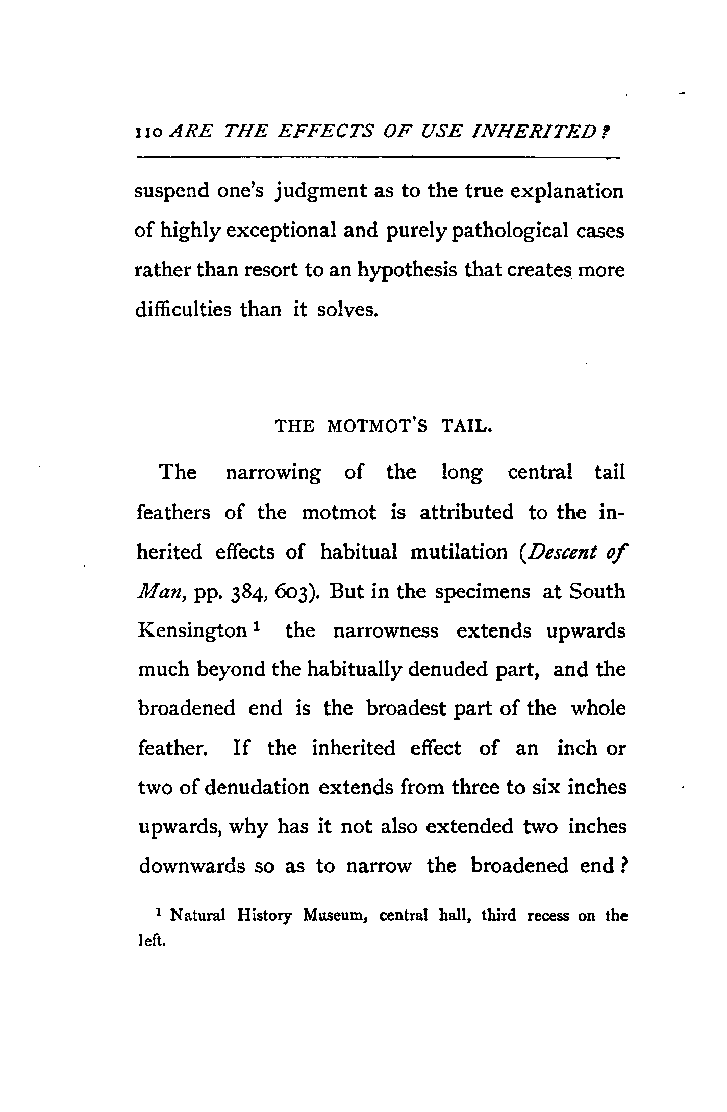 110 ARE THE EFFECTS OF USE INHERITED?
suspend one's judgment as to the true explanation
of highly exceptional and purely pathological cases
rather than resort to an hypothesis that creates more
difficulties than it solves.
THE MOTMOT'S TAIL.
The narrowing of the long central tail
feathers of the motmot is attributed to the in-
herited effects of habitual mutilation (Descent of
Man, pp. 384, 603). But in the specimens at South
Kensington ¹ the narrowness extends upwards
much beyond the habitually denuded part, and the
broadened end is the broadest part of the whole
feather. If the inherited effect of an inch or
two of denudation extends from three to six inches
upwards, why has it not also extended two inches
downwards so as to narrow the broadened end?
¹ Natural History Museum, central hall, third recess on the
left.